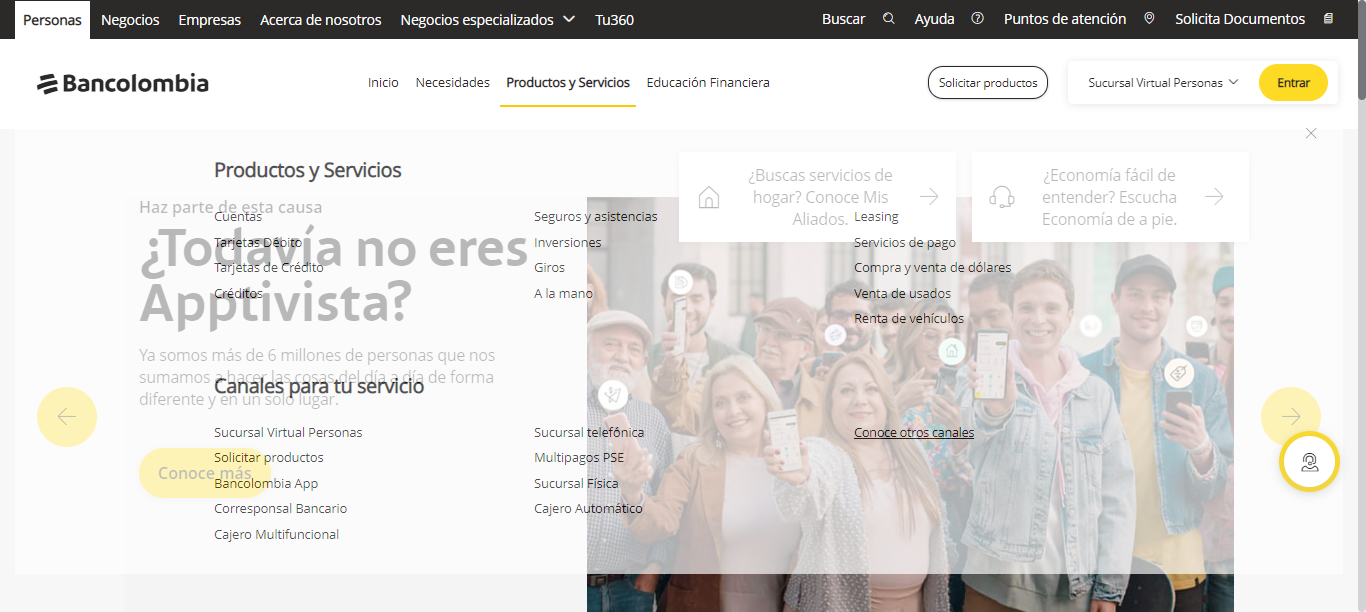 Personas Negocios Empresas Acerca de nosotros Negocios especializados Tu360 Buscar Ayuda Puntos de atención Solicita Documentos
Bancolombia Inicio Necesidades Productos y Servicios Educación Financiera Solicitar productos Sucursal Virtual Personas Entrar
Productos y Servicios
¿Buscas servicios de
hogar? Conoce Mis
Aliados.
¿Economía fácil de
entender? Escucha
Economía de a pie.
Cuentas
Tarjetas Débito
Tarjetas de Crédito
Créditos
Seguros y asistencias
Inversiones
Giros
A la mano
Leasing
Servicios de pago
Compra y venta de dólares
Venta de usados
Renta de vehículos
Haz parte de esta causa
¿Todavía no eres
Apptivista?
Ya somos más de 6 millones de personas que nos
sumamos a hacer las cosas del día a día de forma
diferente y en un solo lugar.
Conoce más
Canales para tu servicio
Sucursal Virtual Personas
Solicitar productos
Bancolombia App
Corresponsal Bancario
Cajero Multifuncional
Sucursal telefónica
Multipagos PSE
Sucursal Física
Cajero Automático
Conoce otros canales